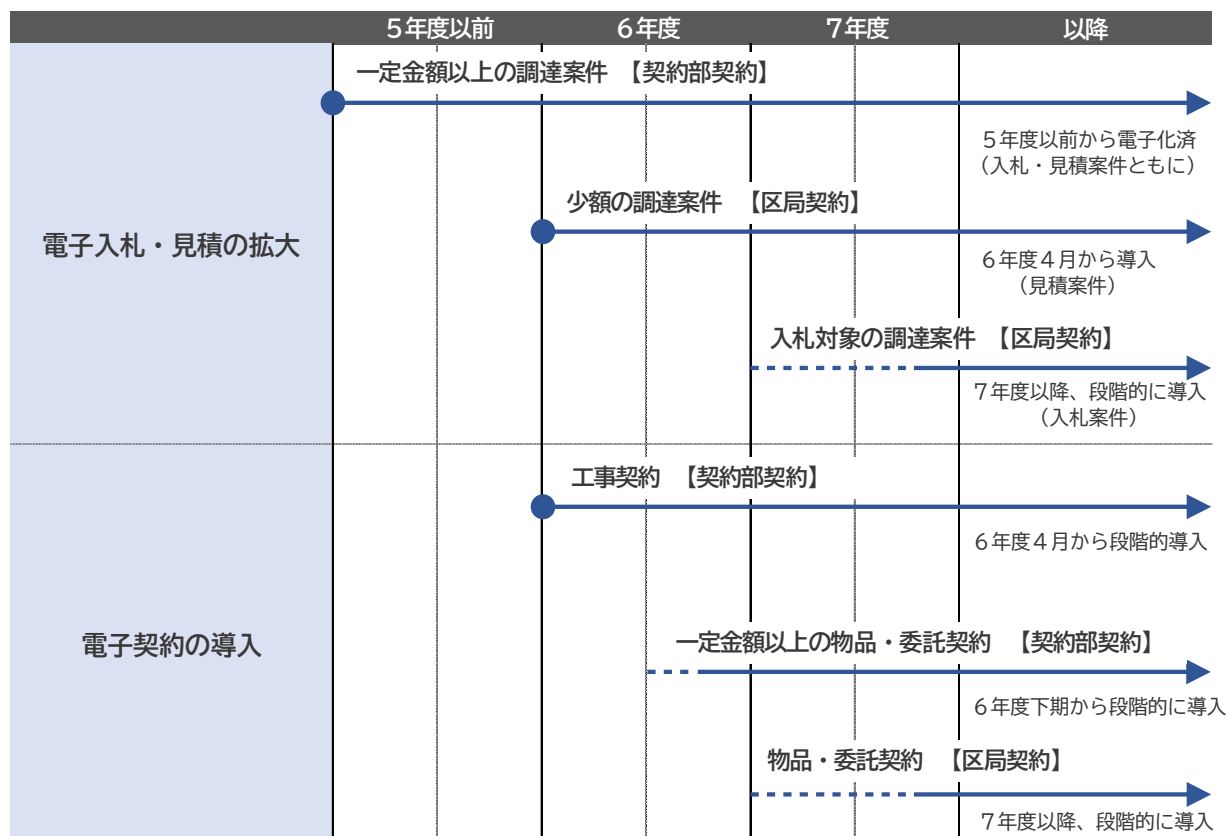 ５年度以前
６年度
７年度
以降
電子入札・見積の拡大
一定金額以上の調達案件　【契約部契約】
５年度以前から電子化済
（入札・見積案件ともに）
少額の調達案件　【区局契約】
６年度４月から導入
（見積案件）
入札対象の調達案件　【区局契約】
７年度以降、段階的に導入
（入札案件）
電子契約の導入
工事契約　【契約部契約】
６年度４月から段階的導入
一定金額以上の物品・委託契約　【契約部契約】
６年度下期から段階的に導入
物品・委託契約　【区局契約】
７年度以降、段階的に導入